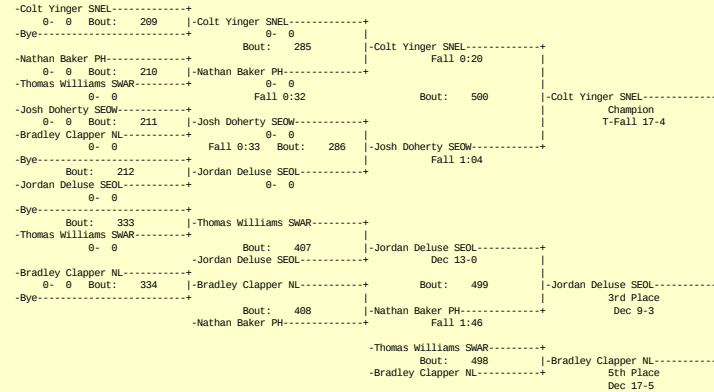 -Colt Yinger SNEL-------------+
0- 0 Bout: 209 |-Colt Yinger SNEL-------------+
-Bye--------------------------+ 0- 0 |
Bout: 285 |-Colt Yinger SNEL-------------+
-Nathan Baker PH--------------+ | Fall 0:20 |
0- 0 Bout: 210 |-Nathan Baker PH--------------+ |
-Thomas Williams SWAR---------+ 0- 0 |
0- 0 Fall 0:32 Bout: 500 |-Colt Yinger SNEL-------------
-Josh Doherty SEOW------------+ | Champion
0- 0 Bout: 211 |-Josh Doherty SEOW------------+ | T-Fall 17-4
-Bradley Clapper NL-----------+ 0- 0 | |
0- 0 Fall 0:33 Bout: 286 |-Josh Doherty SEOW------------+
-Bye--------------------------+ | Fall 1:04
Bout: 212 |-Jordan Deluse SEOL-----------+
-Jordan Deluse SEOL-----------+ 0- 0
0- 0
-Bye--------------------------+
Bout: 333 |-Thomas Williams SWAR---------+
-Thomas Williams SWAR---------+ |
0- 0 Bout: 407 |-Jordan Deluse SEOL-----------+
-Jordan Deluse SEOL-----------+ Dec 13-0 |
-Bradley Clapper NL-----------+ |
0- 0 Bout: 334 |-Bradley Clapper NL-----------+ Bout: 499 |-Jordan Deluse SEOL-----------
-Bye--------------------------+ | | 3rd Place
Bout: 408 |-Nathan Baker PH--------------+ Dec 9-3
-Nathan Baker PH--------------+ Fall 1:46
-Thomas Williams SWAR---------+
Bout: 498 |-Bradley Clapper NL-----------
-Bradley Clapper NL-----------+ 5th Place
Dec 17-5